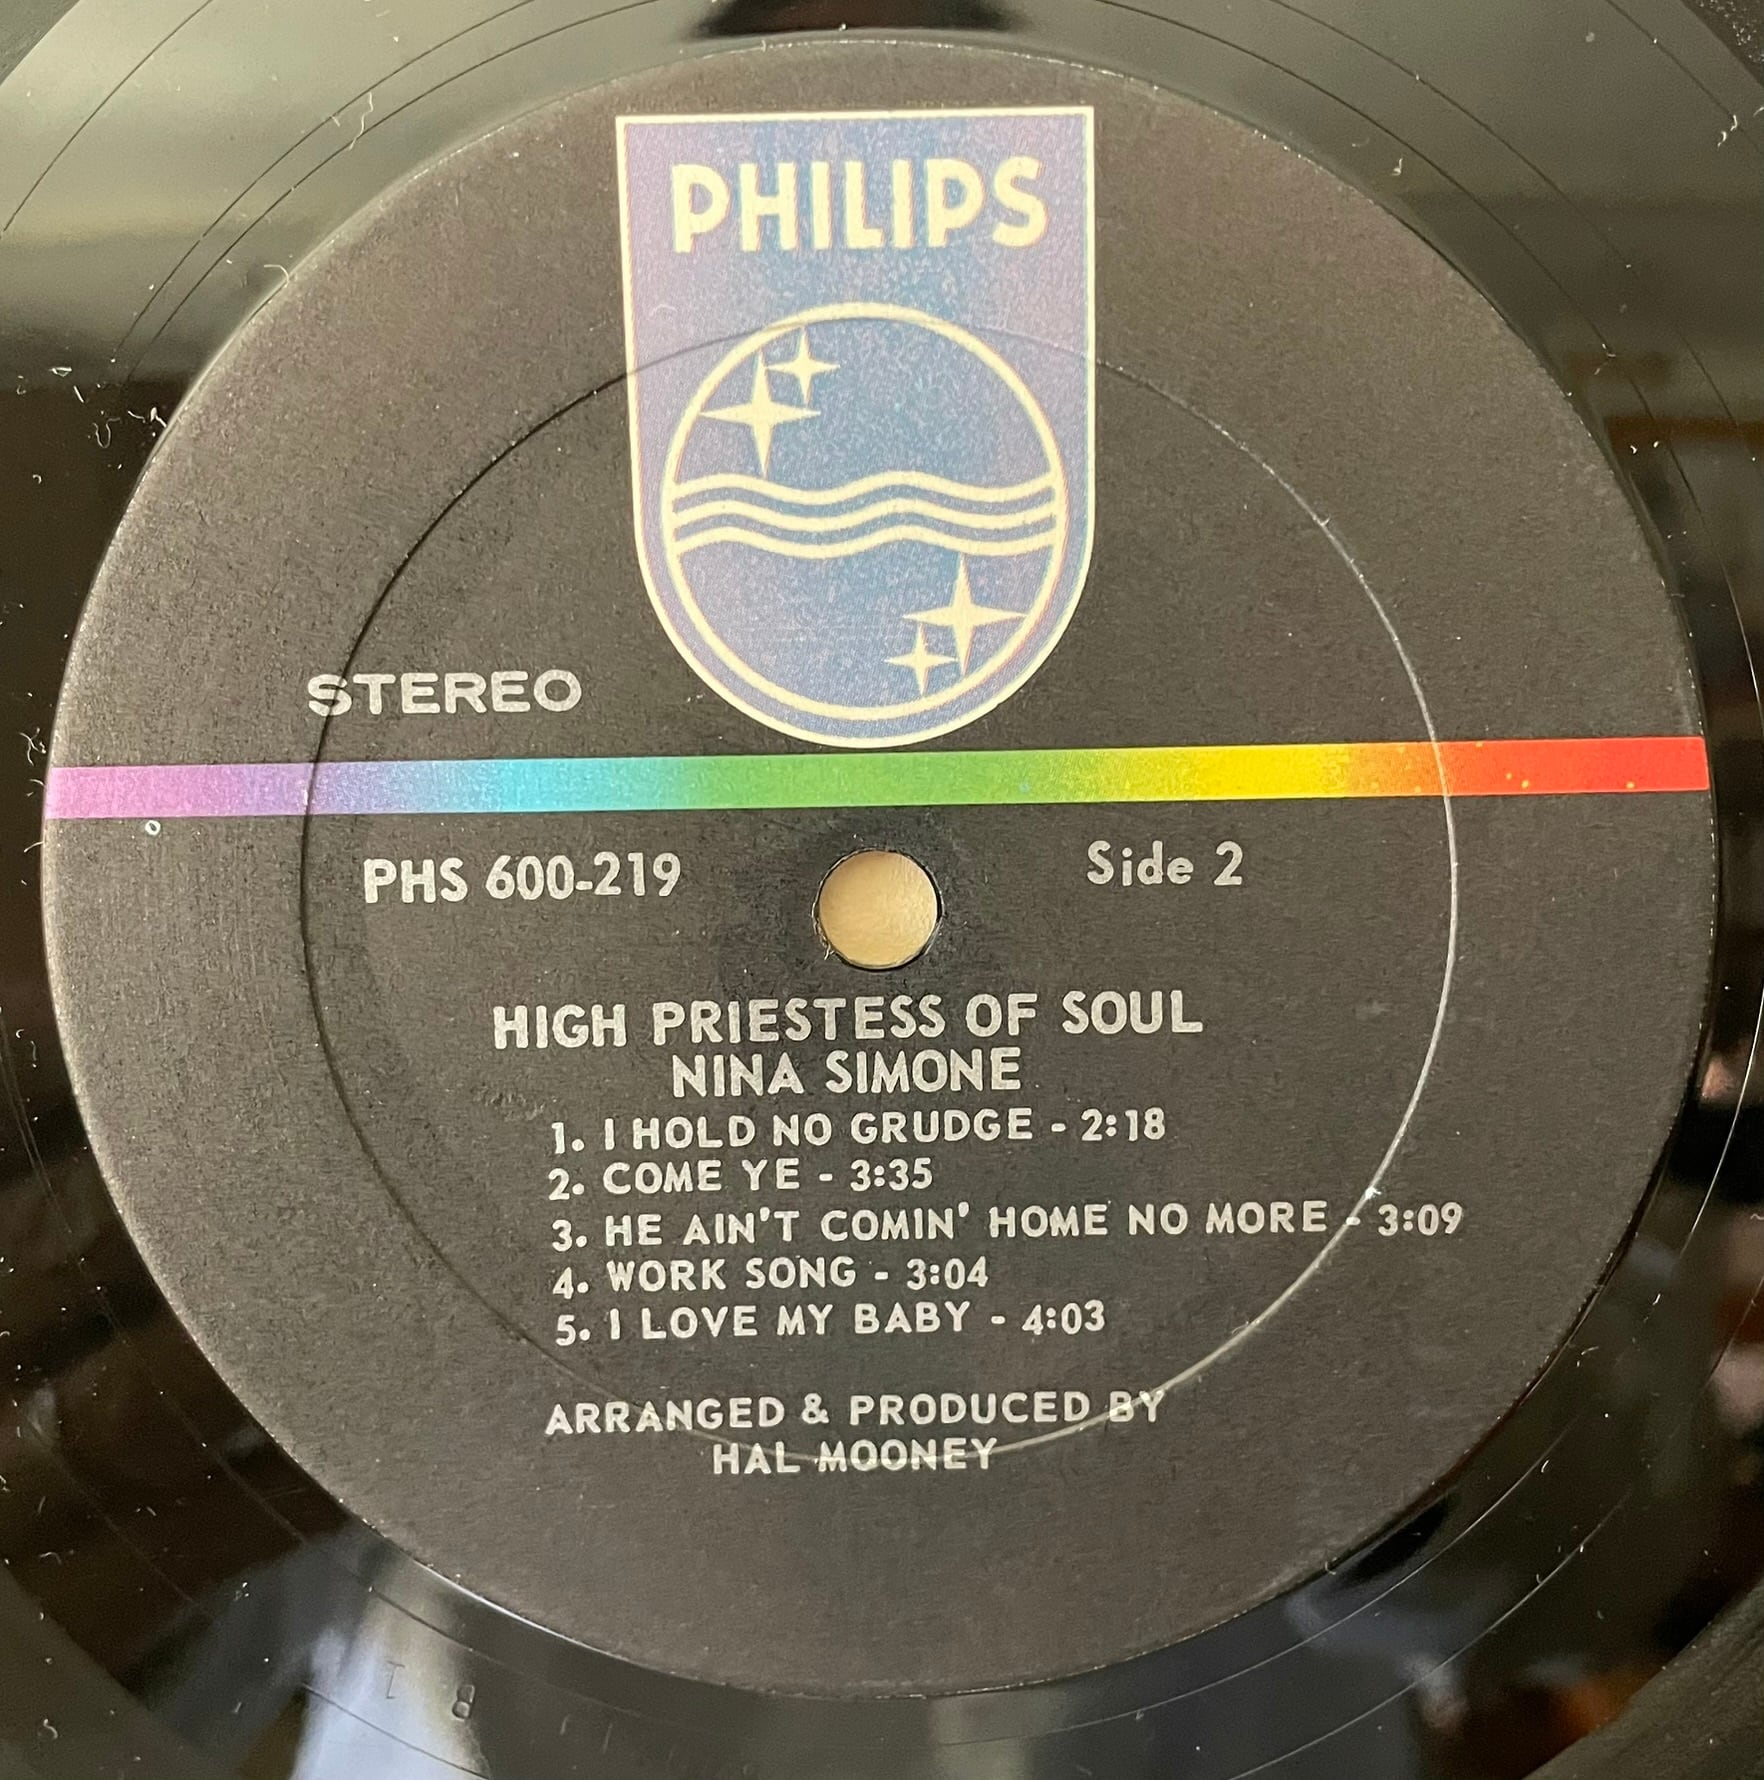 PHILIPS
STEREO
PHS 600-219
Side 2
HIGH PRIESTESS OF SOUL
NINA SIMONE
1. I HOLD NO GRUDGE - 2:18
2. COME YE - 3:35
3. HE AIN'T COMIN' HOME NO MORE - 3:09
4. WORK SONG - 3:04
5. I LOVE MY BABY - 4:03
ARRANGED & PRODUCED BY
HAL MOONEY